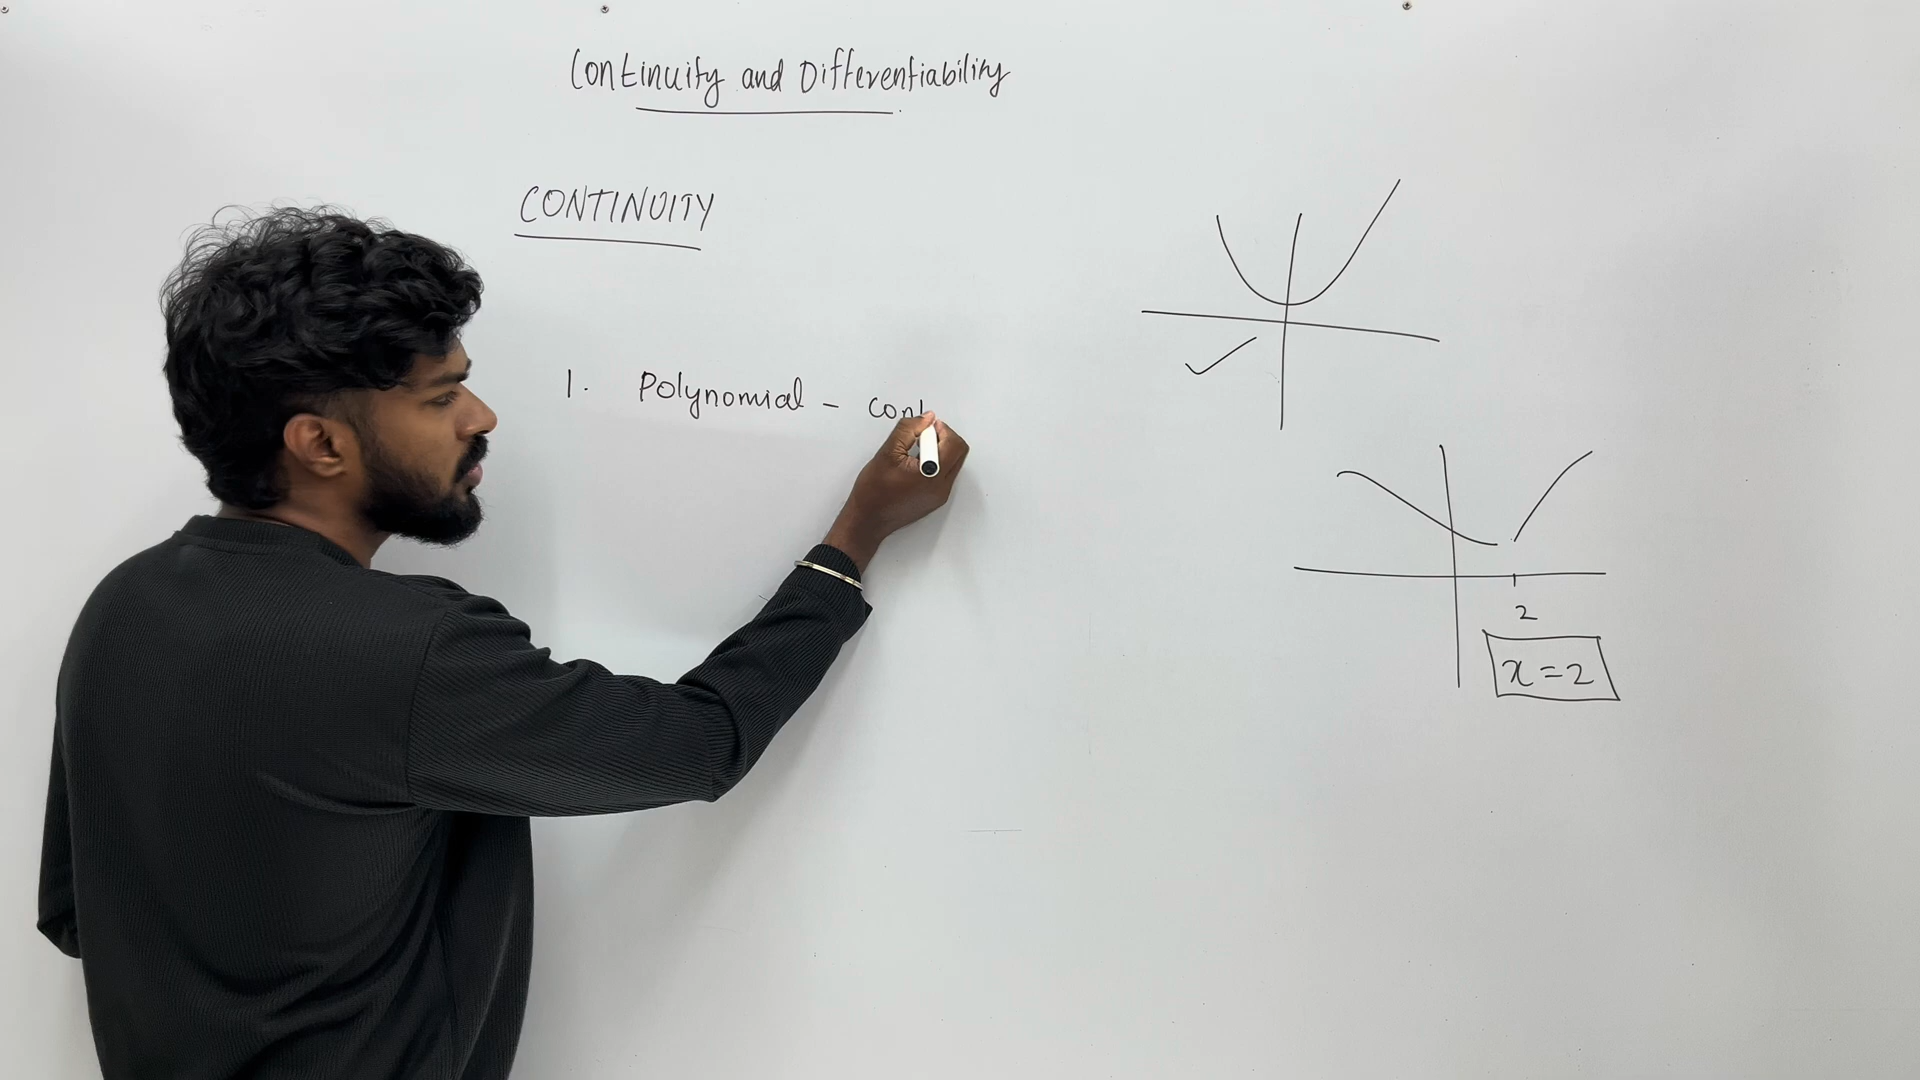 Continuity and Differentiability
CONTINUITY
1. Polynomial - cont
2
x=2